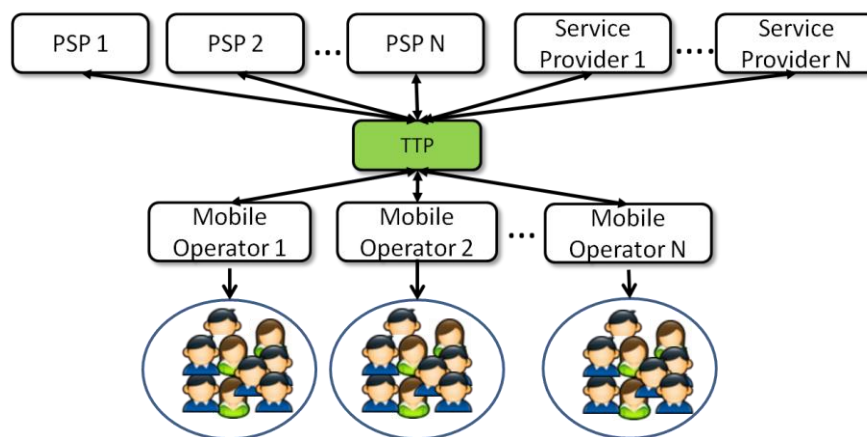 PSP 1
PSP 2
...
PSP N
Service
Provider 1
....
Service
Provider N
TTP
Mobile
Operator 1
Mobile
Operator 2
...
Mobile
Operator N